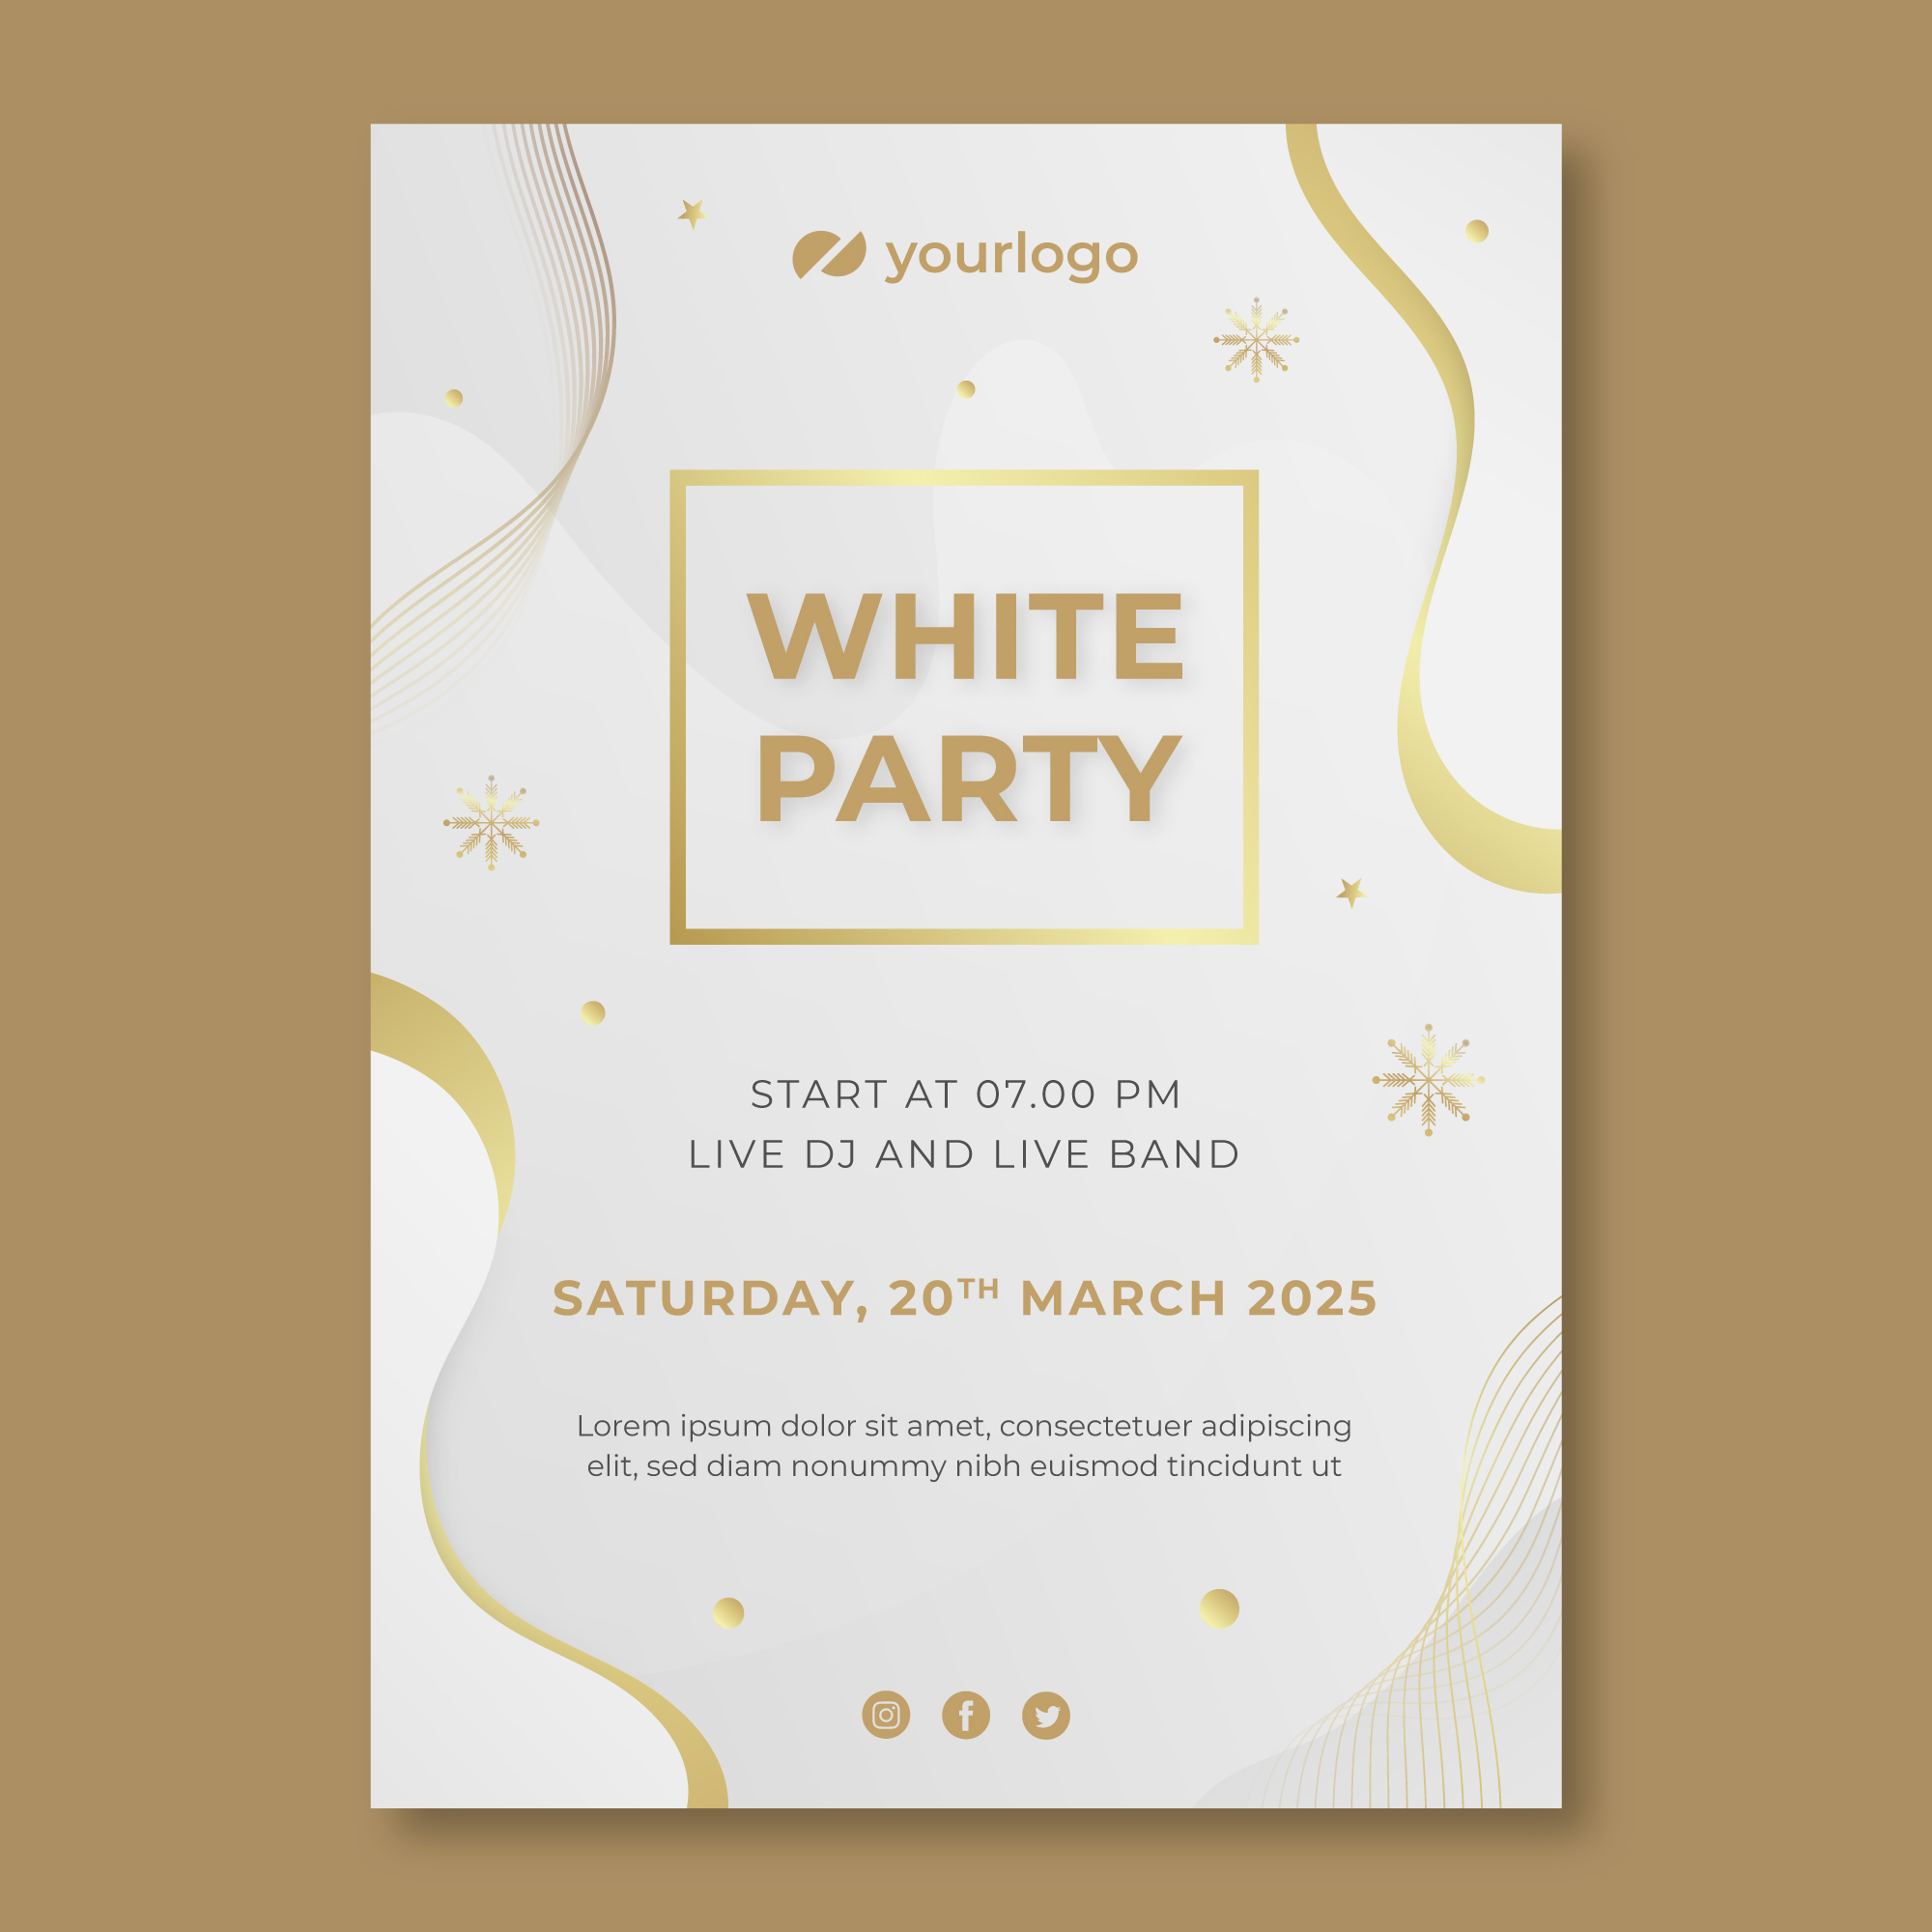 yourlogo
WHITE
PARTY
START AT 07.00 PM
LIVE DJ AND LIVE BAND
SATURDAY, 20TH MARCH 2025
Lorem ipsum dolor sit amet, consectetuer adipiscing
elit, sed diam nonummy nibh euismod tincidunt ut